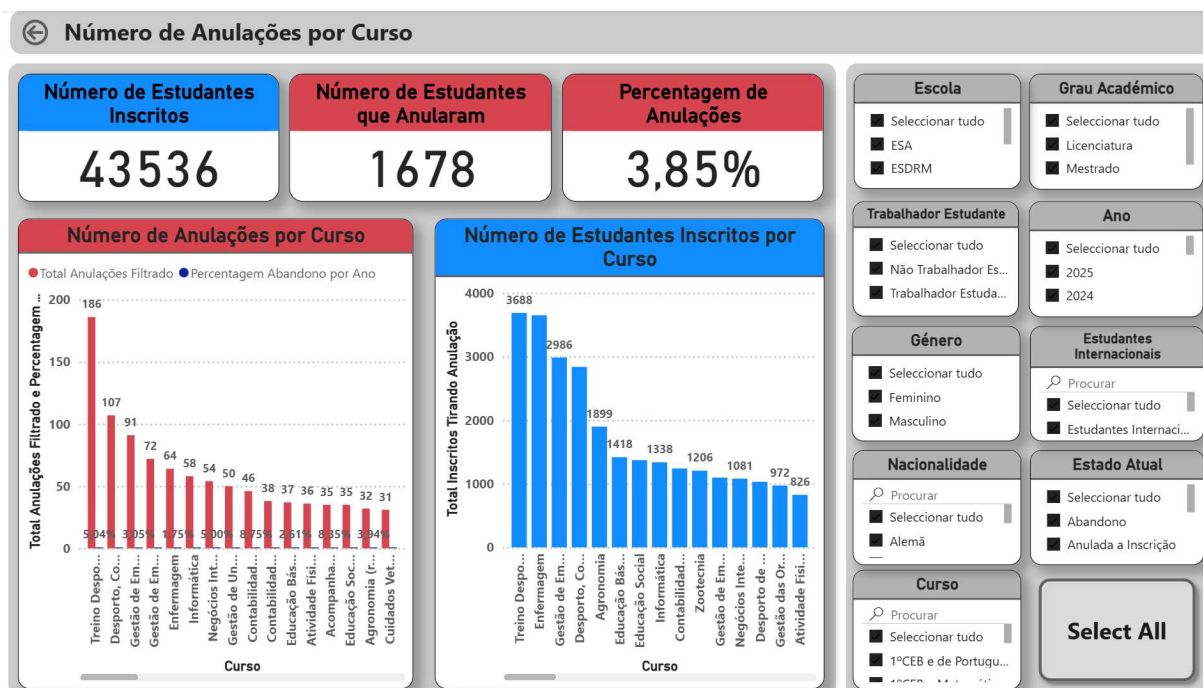 Número de Anulações por Curso
Número de Estudantes
Inscritos
43536
Número de Estudantes
que Anularam
1678
Percentagem de
Anulações
3,85%
Número de Anulações por Curso
Total Anulações Filtrado
Percentagem Abandono por Ano
Total Anulações Filtrado e Percentagem ...
200
150
100
50
0
186
107
91
72
64
58
54
50
46
38
37
36
35
35
32
31
5,04%
3,05%
1,75%
5,00%
8,75%
2,61%
8,35%
3,94%
Treino Despo...
Desporto, Co...
Gestão de Em...
Gestão de Em...
Enfermagem
Informática
Negócios Int...
Gestão de Un...
Contabilidad...
Contabilidad...
Educação Bás...
Atividade Físi...
Acompanha...
Educação Soc...
Agronomia (r...
Cuidados Vet...
Curso
Número de Estudantes Inscritos por
Curso
Total Inscritos Tirando Anulação
4000
3000
2000
1000
0
3688
2986
1899
1418
1338
1206
1081
972
826
Treino Despo...
Enfermagem
Gestão de Em...
Desporto, Co...
Agronomia
Educação Bás...
Educação Social
Informática
Contabilidad...
Zootecnia
Gestão de Em...
Negócios Inte...
Desporto de ...
Gestão das Or...
Atividade Físi...
Curso
Escola
Seleccionar tudo
ESA
ESDRM
Grau Académico
Seleccionar tudo
Licenciatura
Mestrado
Trabalhador Estudante
Seleccionar tudo
Não Trabalhador Es...
Trabalhador Estuda...
Ano
Seleccionar tudo
2025
2024
Género
Seleccionar tudo
Feminino
Masculino
Estudantes
Internacionais
Procurar
Seleccionar tudo
Estudantes Internaci...
Nacionalidade
Procurar
Seleccionar tudo
Alemã
Estado Atual
Seleccionar tudo
Abandono
Anulada a Inscrição
Curso
Procurar
Seleccionar tudo
1ºCEB e de Portugu...
Select All